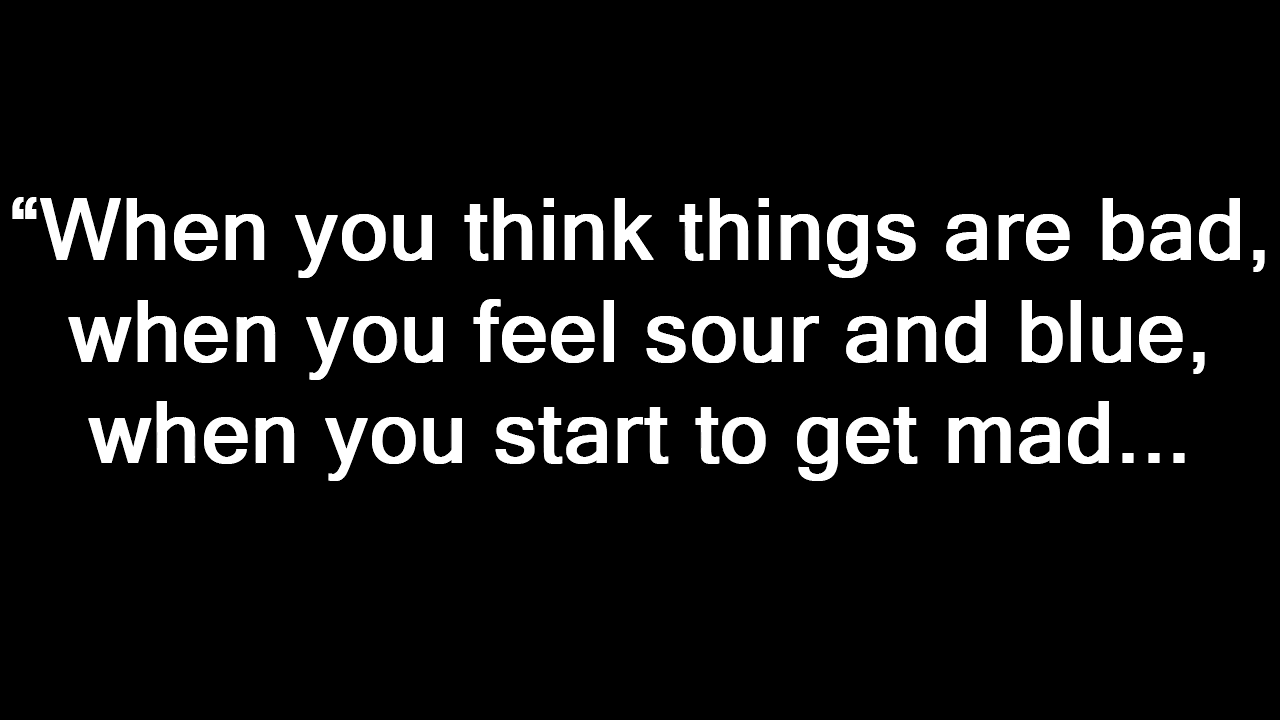 “When you think things are bad,
when you feel sour and blue,
when you start to get mad...